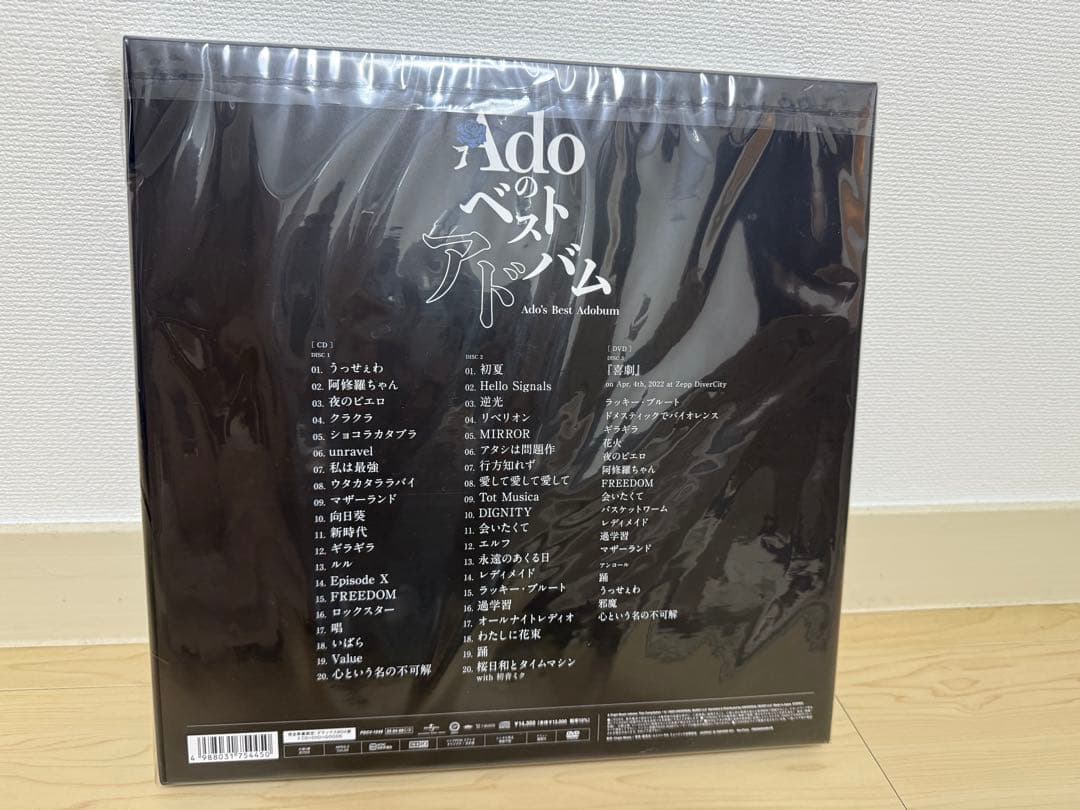 Ado
の
ベスト
アドバム
Ado's Best Adobum
[ CD ]
DISC 1
01. うっせぇわ
02. 阿修羅ちゃん
03. 夜のピエロ
04. クラクラ
05. ショコラカタブラ
06. unravel
07. 私は最強
08. ウタカタララバイ
09. マザーランド
10. 向日葵
11. 新時代
12. ギラギラ
13. ルル
14. Episode X
15. FREEDOM
16. ロックスター
17. 唱
18. いばら
19. Value
20. 心という名の不可解
DISC 2
01. 初夏
02. Hello Signals
03. 逆光
04. リベリオン
05. MIRROR
06. アタシは問題作
07. 行方知れず
08. 愛して愛して愛して
09. Tot Musica
10. DIGNITY
11. 会いたくて
12. エルフ
13. 永遠のあくる日
14. レディメイド
15. ラッキー・ブルート
16. 過学習
17. オールナイトレディオ
18. わたしに花束
19. 踊
20. 桜日和とタイムマシン
with 初音ミク
[ DVD ]
DISC 3
『喜劇』
on Apr. 4th, 2022 at Zepp DiverCity
ラッキー・ブルート
ドメスティックでバイオレンス
ギラギラ
花火
夜のピエロ
阿修羅ちゃん
FREEDOM
会いたくて
バスケットワーム
レディメイド
過学習
マザーランド
アンコール
踊
うっせぇわ
邪魔
心という名の不可解
4 988031 754450